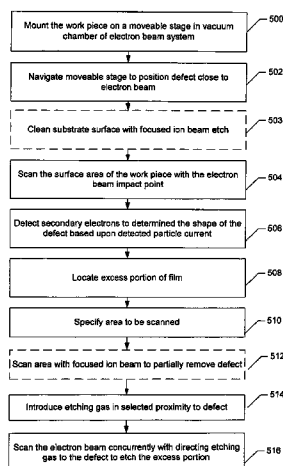 Mount the work piece on a moveable stage in vacuum
chamber of electron beam system
500
Navigate moveable stage to position defect close to
electron beam
502
Clean substrate surface with focused ion beam etch
503
Scan the surface area of the work piece with the electron
beam impact point
504
Detect secondary electrons to determined the shape of the
defect based upon detected particle current
506
Locate excess portion of film
508
Specify area to be scanned
510
Scan area with focused ion beam to partially remove defect
512
Introduce etching gas in selected proximity to defect
514
Scan the electron beam concurrently with directing etching
gas to the defect to etch the excess portion
516